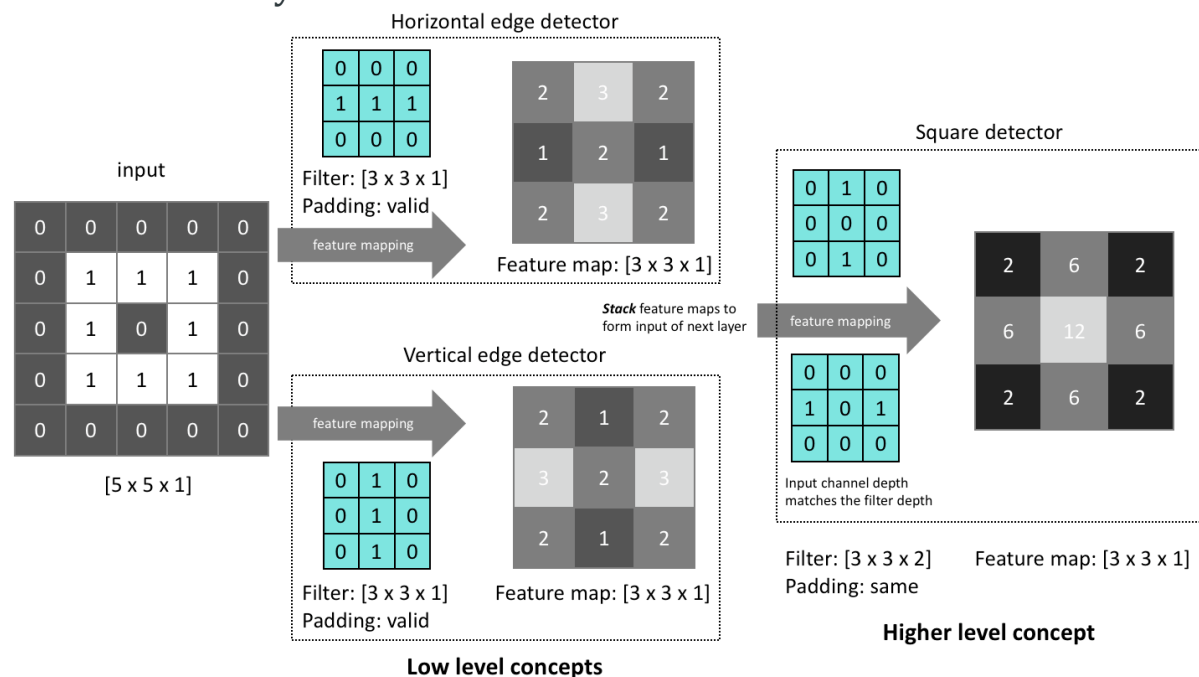 Horizontal edge detector
0 0 0
1 1 1
0 0 0
Filter: [3 x 3 x 1]
Padding: valid
feature mapping
2 3 2
1 2 1
2 3 2
Feature map: [3 x 3 x 1]
input
0 0 0 0 0
0 1 1 1 0
0 1 0 1 0
0 1 1 1 0
0 0 0 0 0
[5 x 5 x 1]
Vertical edge detector
feature mapping
0 1 0
0 1 0
0 1 0
Filter: [3 x 3 x 1]
Padding: valid
2 1 2
3 2 3
2 1 2
Feature map: [3 x 3 x 1]
Low level concepts
Stack feature maps to
form input of next layer
Square detector
0 1 0
0 0 0
0 1 0
feature mapping
0 0 0
1 0 1
0 0 0
Input channel depth
matches the filter depth
2 6 2
6 12 6
2 6 2
Filter: [3 x 3 x 2]
Padding: same
Feature map: [3 x 3 x 1]
Higher level concept